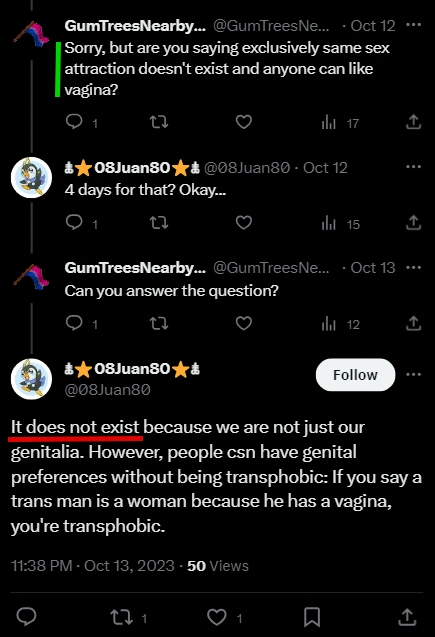 GumTreesNearby... @GumTreesNe... · Oct 12 ···
Sorry, but are you saying exclusively same sex
attraction doesn't exist and anyone can like
vagina?
1 17
08Juan80 @08Juan80 · Oct 12 ···
4 days for that? Okay...
1 15
GumTreesNearby... @GumTreesNe... · Oct 13 ···
Can you answer the question?
1 12
08Juan80
Follow ···
@08Juan80
It does not exist because we are not just our
genitalia. However, people csn have genital
preferences without being transphobic: If you say a
trans man is a woman because he has a vagina,
you're transphobic.
11:38 PM · Oct 13, 2023 · 50 Views
1 1